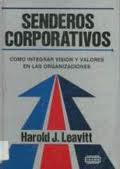 SENDEROS
CORPORATIVOS
COMO INTEGRAR VISION Y VALORES
EN LAS ORGANIZACIONES
Harold J. Leavitt